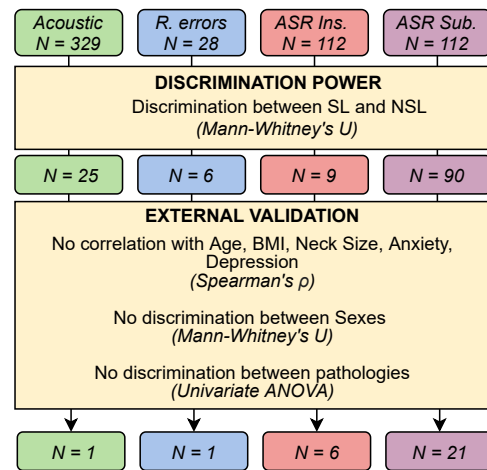 Acoustic R. errors ASR Ins. ASR Sub.
N = 329 N = 28 N = 112 N = 112
DISCRIMINATION POWER
Discrimination between SL and NSL
(Mann-Whitney's U)
N = 25 N = 6 N = 9 N = 90
EXTERNAL VALIDATION
No correlation with Age, BMI, Neck Size, Anxiety,
Depression
(Spearman's ρ)
No discrimination between Sexes
(Mann-Whitney's U)
No discrimination between pathologies
(Univariate ANOVA)
N = 1 N = 1 N = 6 N = 21